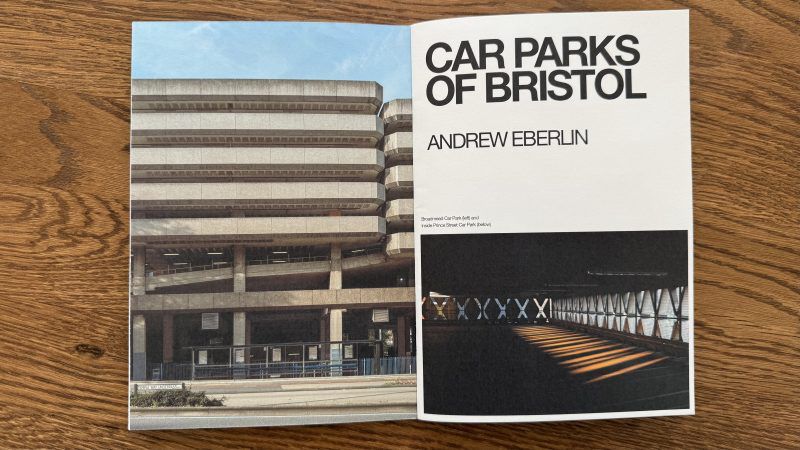 CAR PARKS
OF BRISTOL
ANDREW EBERLIN
Broadmead Car Park (left) and
Inside Prince Street Car Park (below)